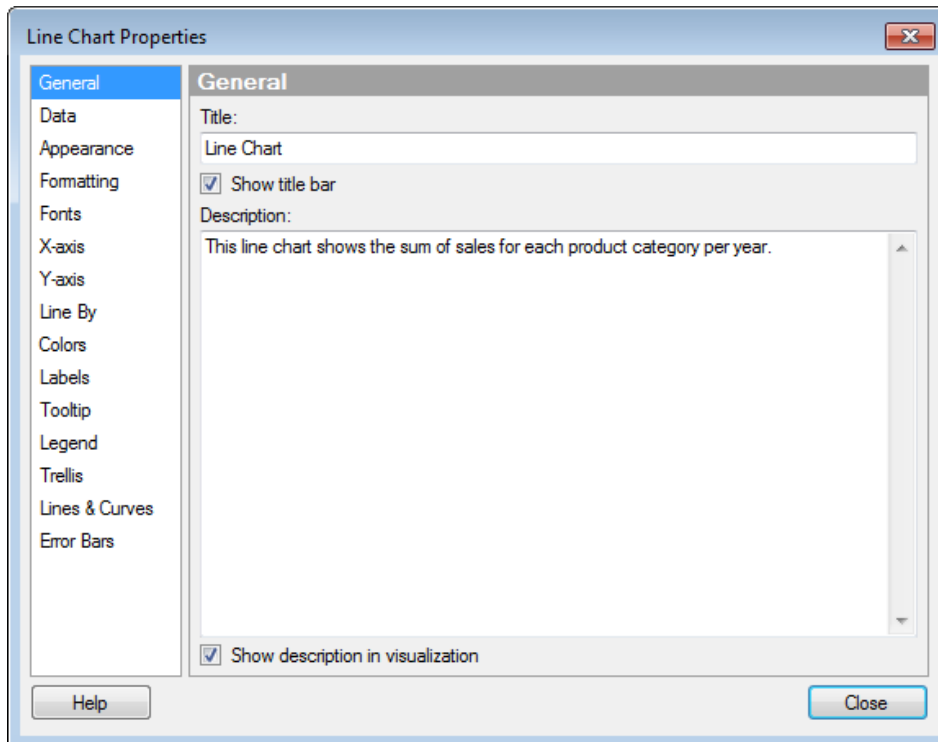 Line Chart Properties
General
Data
Appearance
Formatting
Fonts
X-axis
Y-axis
Line By
Colors
Labels
Tooltip
Legend
Trellis
Lines & Curves
Error Bars
General
Title:
Line Chart
Show title bar
Description:
This line chart shows the sum of sales for each product category per year.
Show description in visualization
Help
Close